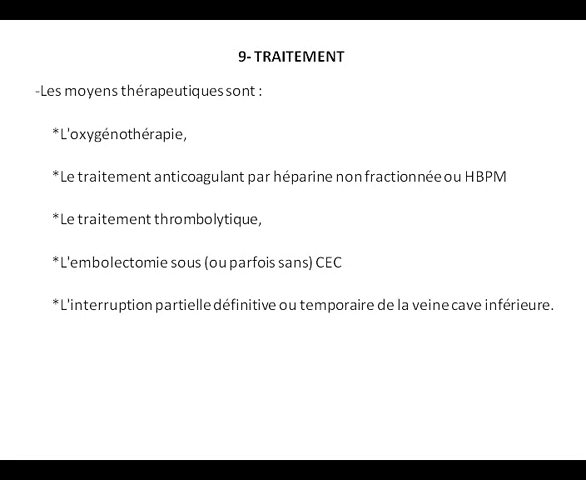 9- TRAITEMENT
-Les moyens thérapeutiques sont :
*L'oxygénothérapie,
*Le traitement anticoagulant par héparine non fractionnée ou HBPM
*Le traitement thrombolytique,
*L'embolectomie sous (ou parfois sans) CEC
*L'interruption partielle définitive ou temporaire de la veine cave inférieure.